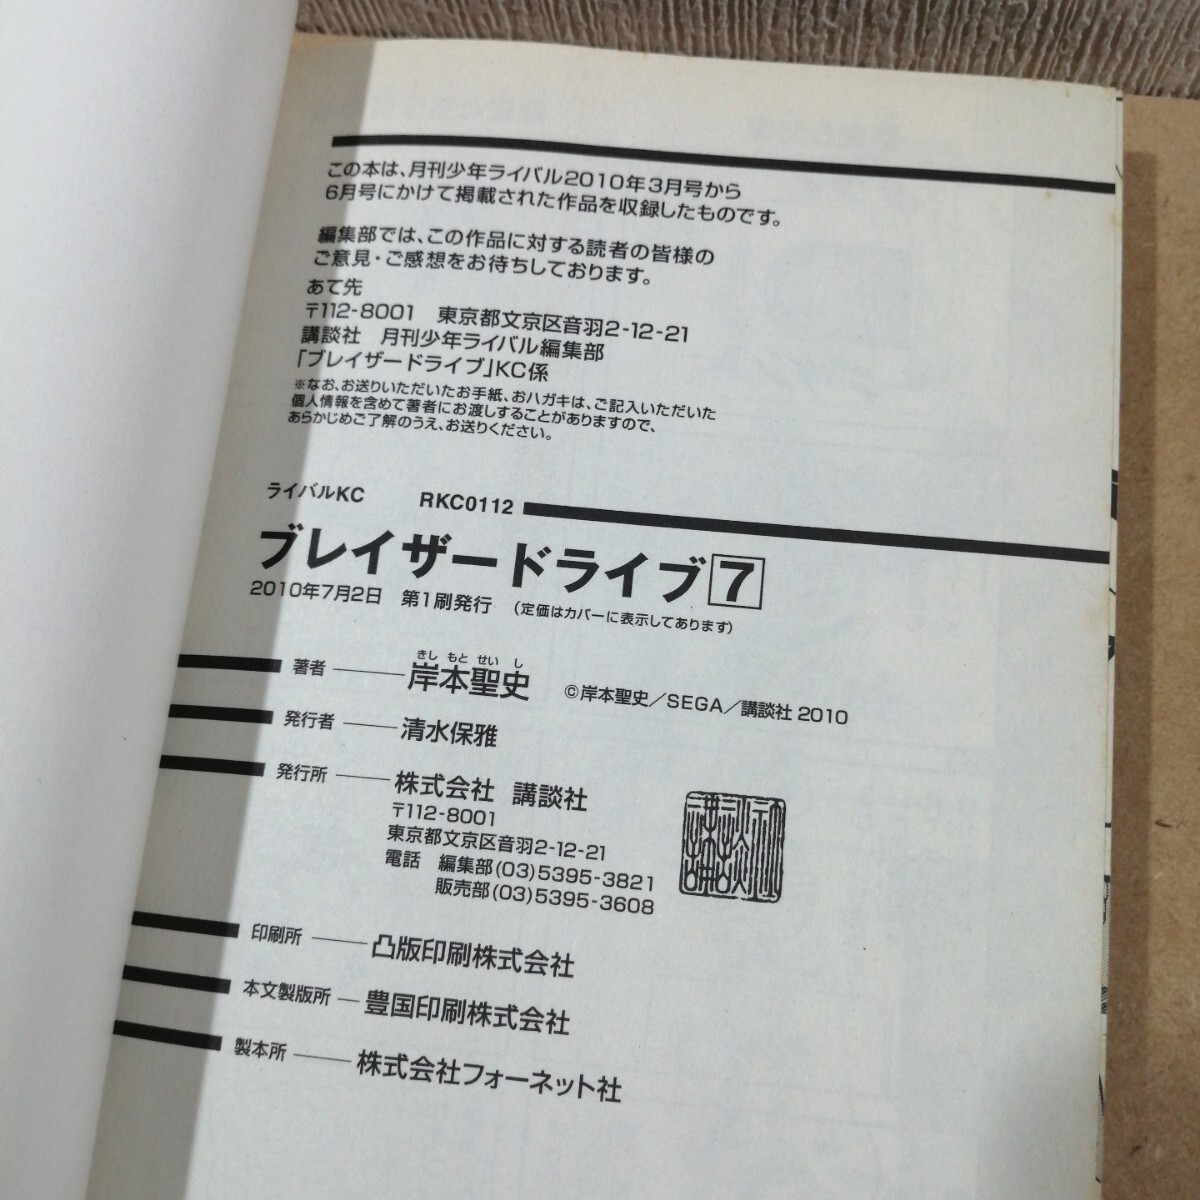 この本は、月刊少年ライバル2010年3月号から
6月号にかけて掲載された作品を収録したものです。
編集部では、この作品に対する読者の皆様の
ご意見・ご感想をお待ちしております。
あて先
〒112-8001　東京都文京区音羽2-12-21
講談社　月刊少年ライバル編集部
「ブレイザードライブ」KC係
※なお、お送りいただいたお手紙、おハガキは、ご記入いただいた
個人情報を含めて著者にお渡しすることがありますので、
あらかじめご了解のうえ、お送りください。
ライバルKC　RKC0112
ブレイザードライブ7
2010年7月2日　第1刷発行　（定価はカバーに表示してあります）
きし もと せい し
著者　岸本聖史　©岸本聖史／SEGA／講談社 2010
発行者　清水保雅
発行所　株式会社 講談社
〒112-8001
東京都文京区音羽2-12-21
電話　編集部(03)5395-3821
販売部(03)5395-3608
印刷所　凸版印刷株式会社
本文製版所　豊国印刷株式会社
製本所　株式会社フォーネット社